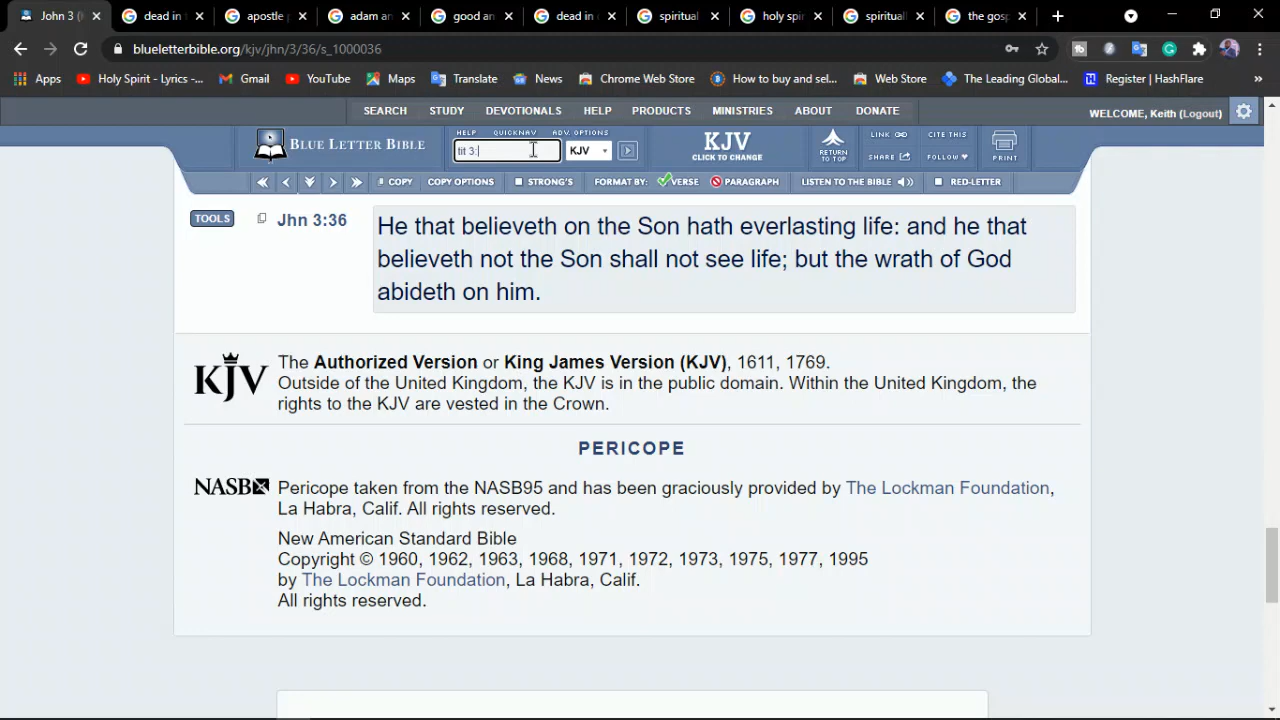 John 3 (
dead in
apostle p
adam an
good an
dead in
spiritual
holy spi
spirituall
the gosp
blueletterbible.org/kjv/jhn/3/36/s_1000036
Apps
Holy Spirit - Lyrics -...
Gmail
YouTube
Maps
Translate
News
Chrome Web Store
How to buy and sel...
Web Store
The Leading Global...
Register | HashFlare
»
SEARCH STUDY DEVOTIONALS HELP PRODUCTS MINISTRIES ABOUT DONATE
WELCOME, Keith (Logout)
HELP QUICKNAV ADV. OPTIONS
BLUE LETTER BIBLE
tit 3:
KJV
KJV
CLICK TO CHANGE
RETURN
TO TOP
LINK
CITE THIS
SHARE
FOLLOW
PRINT
COPY COPY OPTIONS STRONG'S FORMAT BY: VERSE PARAGRAPH LISTEN TO THE BIBLE RED-LETTER
TOOLS
Jhn 3:36
He that believeth on the Son hath everlasting life: and he that
believeth not the Son shall not see life; but the wrath of God
abideth on him.
KJV
The Authorized Version or King James Version (KJV), 1611, 1769.
Outside of the United Kingdom, the KJV is in the public domain. Within the United Kingdom, the
rights to the KJV are vested in the Crown.
PERICOPE
NASB
Pericope taken from the NASB95 and has been graciously provided by The Lockman Foundation,
La Habra, Calif. All rights reserved.
New American Standard Bible
Copyright © 1960, 1962, 1963, 1968, 1971, 1972, 1973, 1975, 1977, 1995
by The Lockman Foundation, La Habra, Calif.
All rights reserved.